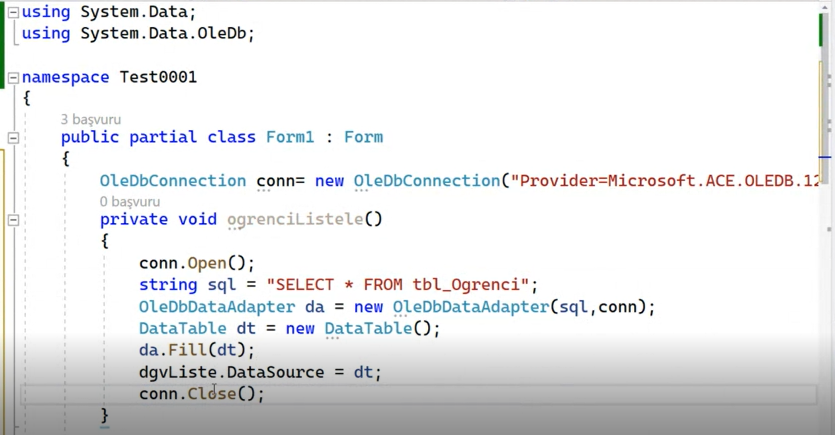 using System.Data;
using System.Data.OleDb;
namespace Test0001
{
3 başvuru
public partial class Form1 : Form
{
OleDbConnection conn= new OleDbConnection("Provider=Microsoft.ACE.OLEDB.12
0 başvuru
private void ogrenciListele()
{
conn.Open();
string sql = "SELECT * FROM tbl_Ogrenci";
OleDbDataAdapter da = new OleDbDataAdapter(sql,conn);
DataTable dt = new DataTable();
da.Fill(dt);
dgvListe.DataSource = dt;
conn.Close();
}